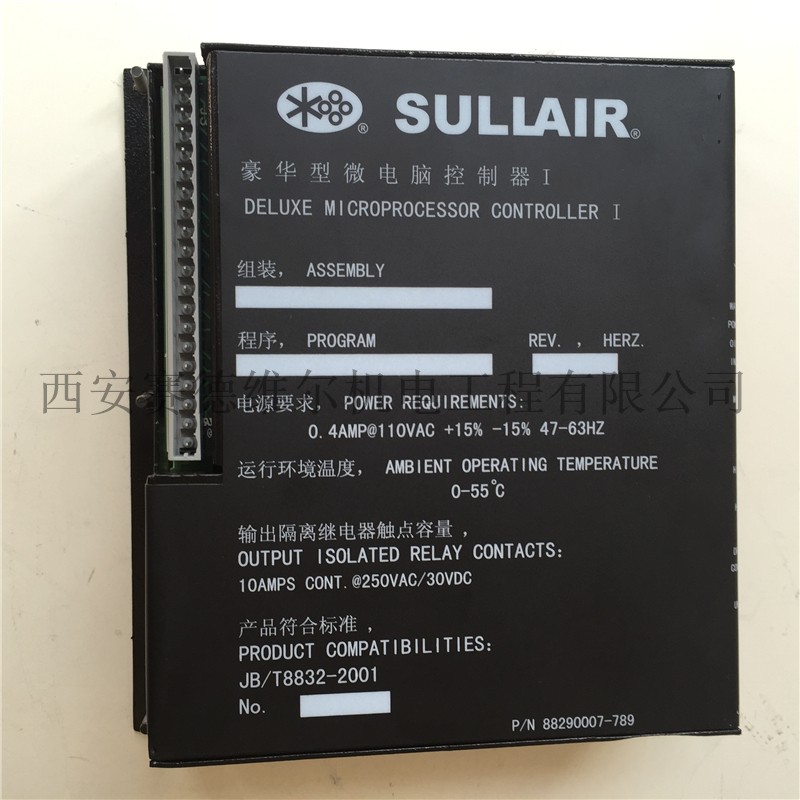 SULLAIR®
豪华型微电脑控制器 I
DELUXE MICROPROCESSOR CONTROLLER I
组装, ASSEMBLY
程序, PROGRAM REV. , HERZ.
西安赛德维尔机电工程有限公司
电源要求, POWER REQUIREMENTS:
0.4AMP@110VAC +15% -15% 47-63HZ
运行环境温度, AMBIENT OPERATING TEMPERATURE
0-55℃
输出隔离继电器触点容量,
OUTPUT ISOLATED RELAY CONTACTS:
10AMPS CONT.@250VAC/30VDC
产品符合标准,
PRODUCT COMPATIBILITIES:
JB/T8832-2001
No.
P/N 88290007-789